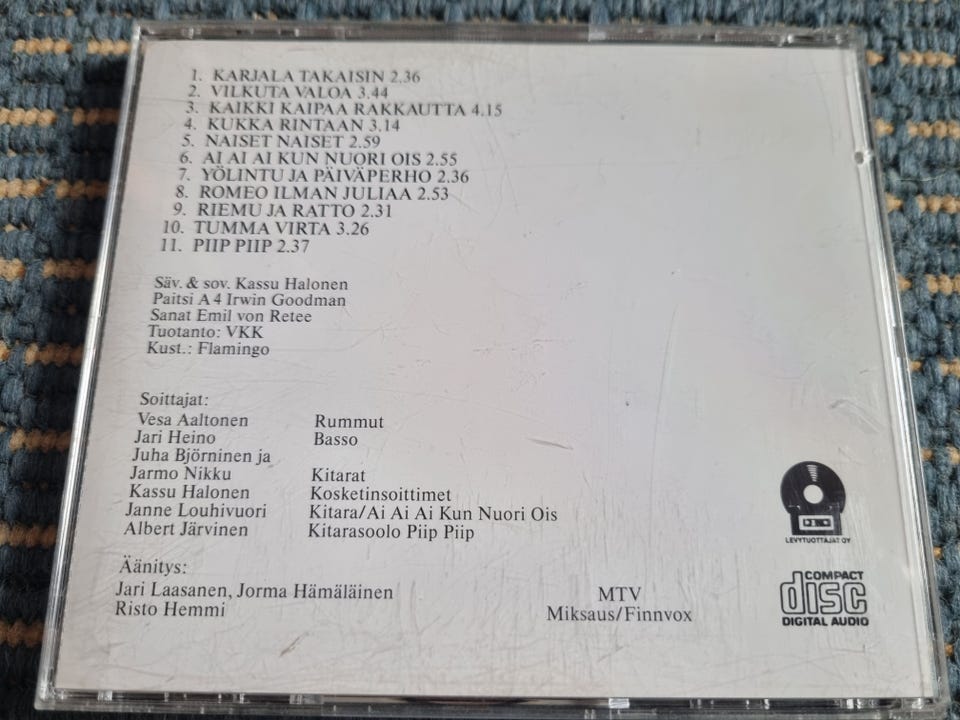 1. KARJALA TAKAISIN 2.36
2. VILKUTA VALOA 3.44
3. KAIKKI KAIPAA RAKKAUTTA 4.15
4. KUKKA RINTAAN 3.14
5. NAISET NAISET 2.59
6. AI AI AI KUN NUORI OIS 2.55
7. YÖLINTU JA PÄIVÄPERHO 2.36
8. ROMEO ILMAN JULIAA 2.53
9. RIEMU JA RATTO 2.31
10. TUMMA VIRTA 3.26
11. PIIP PIIP 2.37
Säv. & sov. Kassu Halonen
Paitsi A 4 Irwin Goodman
Sanat Emil von Retee
Tuotanto: VKK
Kust.: Flamingo
Soittajat:
Vesa Aaltonen Rummut
Jari Heino Basso
Juha Björninen ja
Jarmo Nikku Kitarat
Kassu Halonen Kosketinsoittimet
Janne Louhivuori Kitara/Ai Ai Ai Kun Nuori Ois
Albert Järvinen Kitarasoolo Piip Piip
Äänitys:
Jari Laasanen, Jorma Hämäläinen MTV
Risto Hemmi Miksaus/Finnvox
LEVYTUOTTAJAT OY
COMPACT
disc
DIGITAL AUDIO